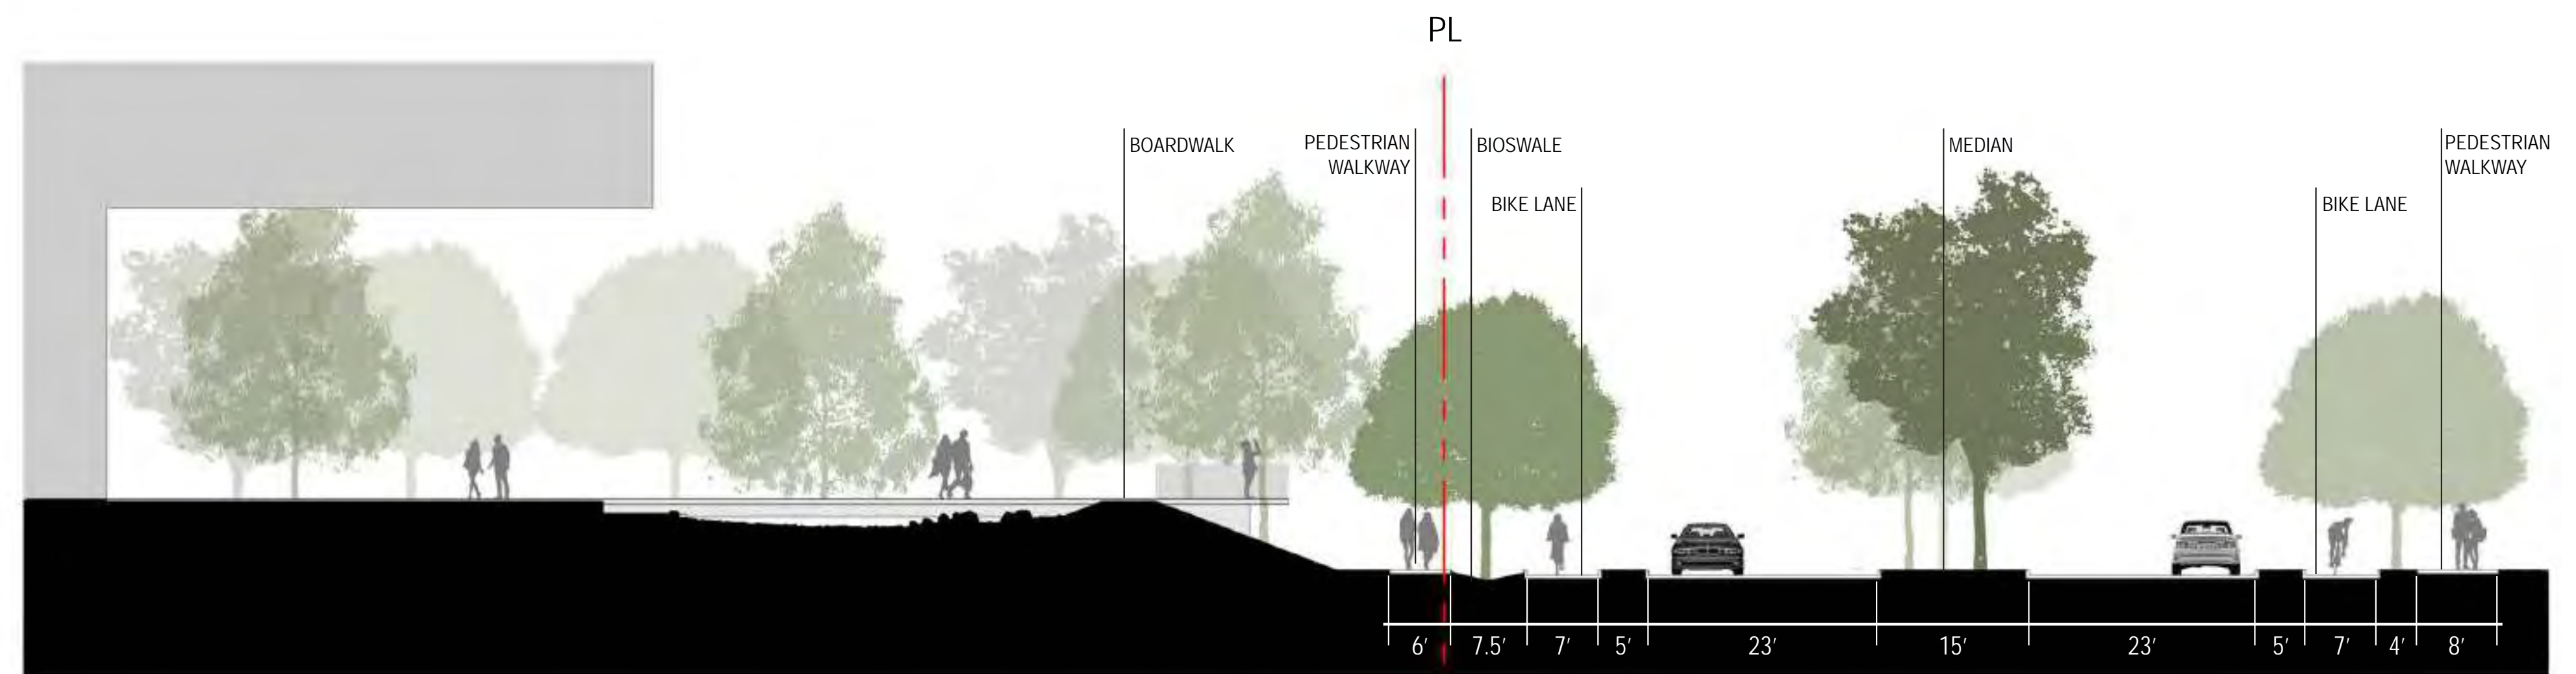 PL
BOARDWALK
PEDESTRIAN
WALKWAY
BIOSWALE
BIKE LANE
MEDIAN
BIKE LANE
PEDESTRIAN
WALKWAY
6' 7.5' 7' 5' 23' 15' 23' 5' 7' 4' 8'